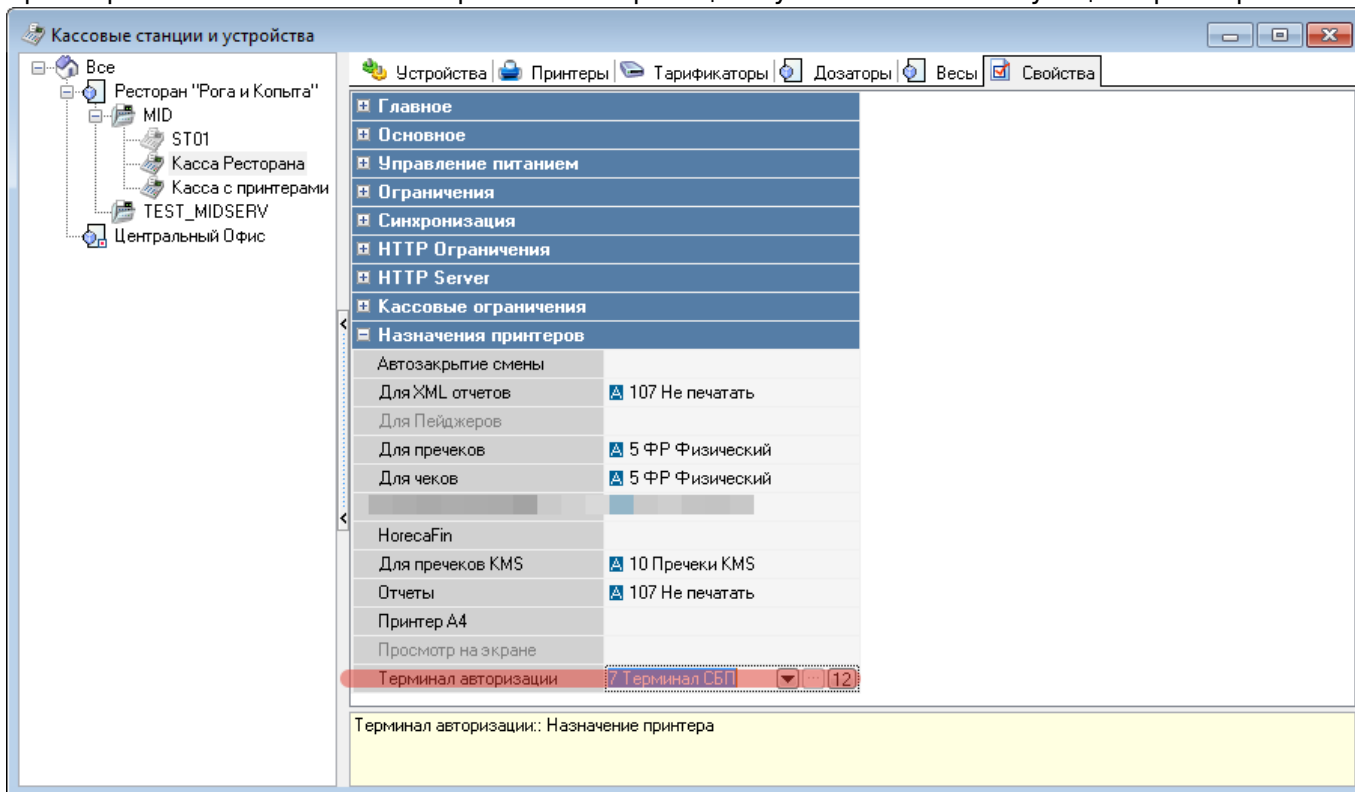 Кассовые станции и устройства
Все
Ресторан "Рога и Копыта"
MID
ST01
Касса Ресторана
Касса с принтерами
TEST_MIDSERV
Центральный Офис
Устройства Принтеры Тарификаторы Дозаторы Весы Свойства
Главное
Основное
Управление питанием
Ограничения
Синхронизация
HTTP Ограничения
HTTP Server
Кассовые ограничения
Назначения принтеров
Автозакрытие смены
Для XML отчетов 107 Не печатать
Для Пейджеров
Для пречеков 5 ФР Физический
Для чеков 5 ФР Физический
HorecaFin
Для пречеков KMS 10 Пречеки KMS
Отчеты 107 Не печатать
Принтер A4
Просмотр на экране
Терминал авторизации 7 Терминал СБП 12
Терминал авторизации:: Назначение принтера